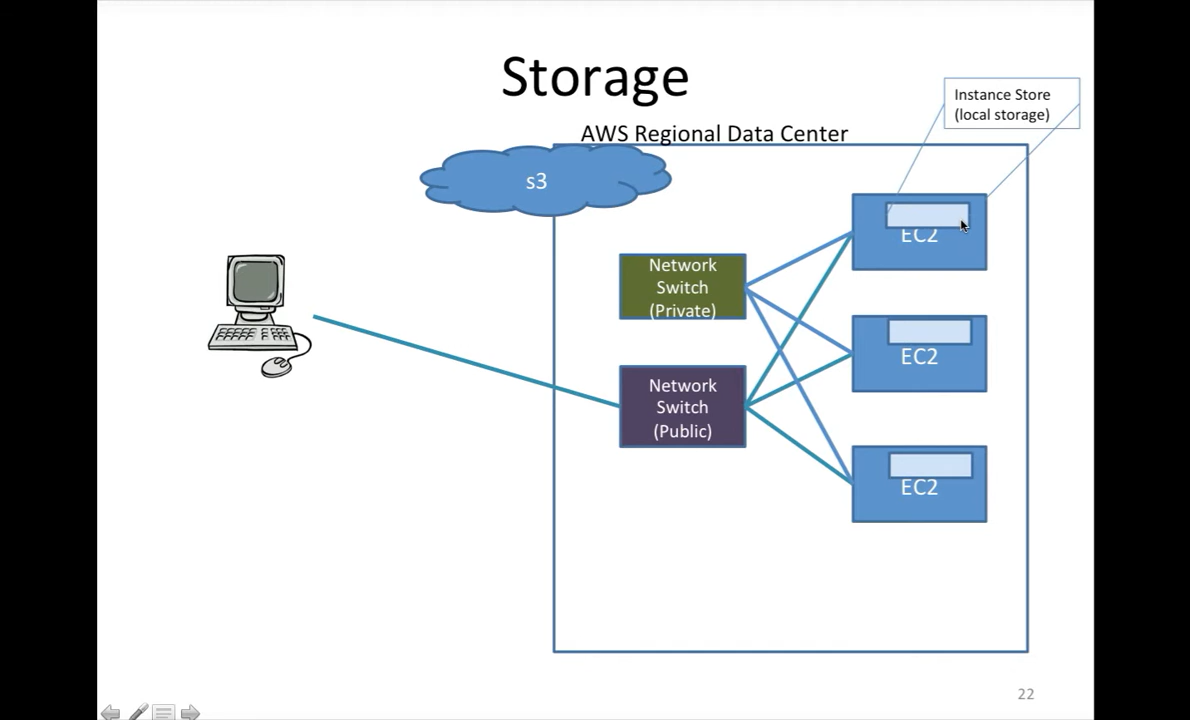 Storage
Instance Store
(local storage)
AWS Regional Data Center
s3
EC2
Network
Switch
(Private)
EC2
Network
Switch
(Public)
EC2
22